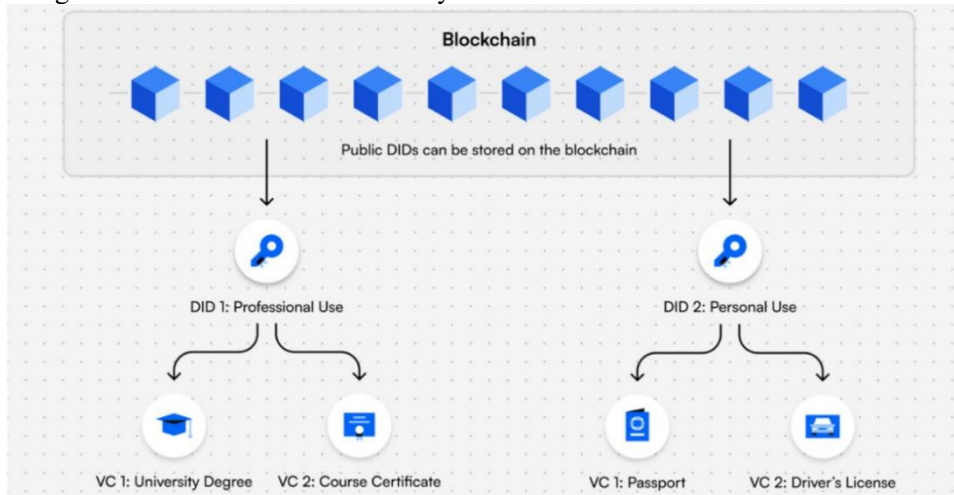 Blockchain
Public DIDs can be stored on the blockchain
DID 1: Professional Use
DID 2: Personal Use
VC 1: University Degree
VC 2: Course Certificate
VC 1: Passport
VC 2: Driver's License